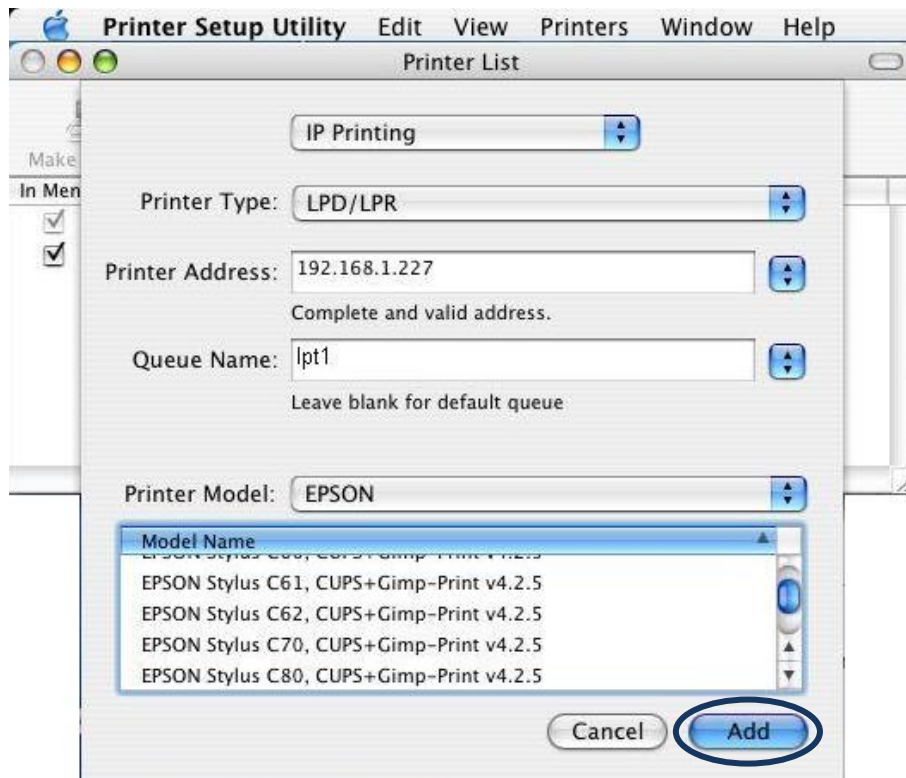 Printer Setup Utility Edit View Printers Window Help
Printer List
Make
In Men
IP Printing
Printer Type: LPD/LPR
Printer Address: 192.168.1.227
Complete and valid address.
Queue Name: lpt1
Leave blank for default queue
Printer Model: EPSON
Model Name
EPSON Stylus C61, CUPS+Gimp-Print v4.2.5
EPSON Stylus C62, CUPS+Gimp-Print v4.2.5
EPSON Stylus C70, CUPS+Gimp-Print v4.2.5
EPSON Stylus C80, CUPS+Gimp-Print v4.2.5
Cancel Add